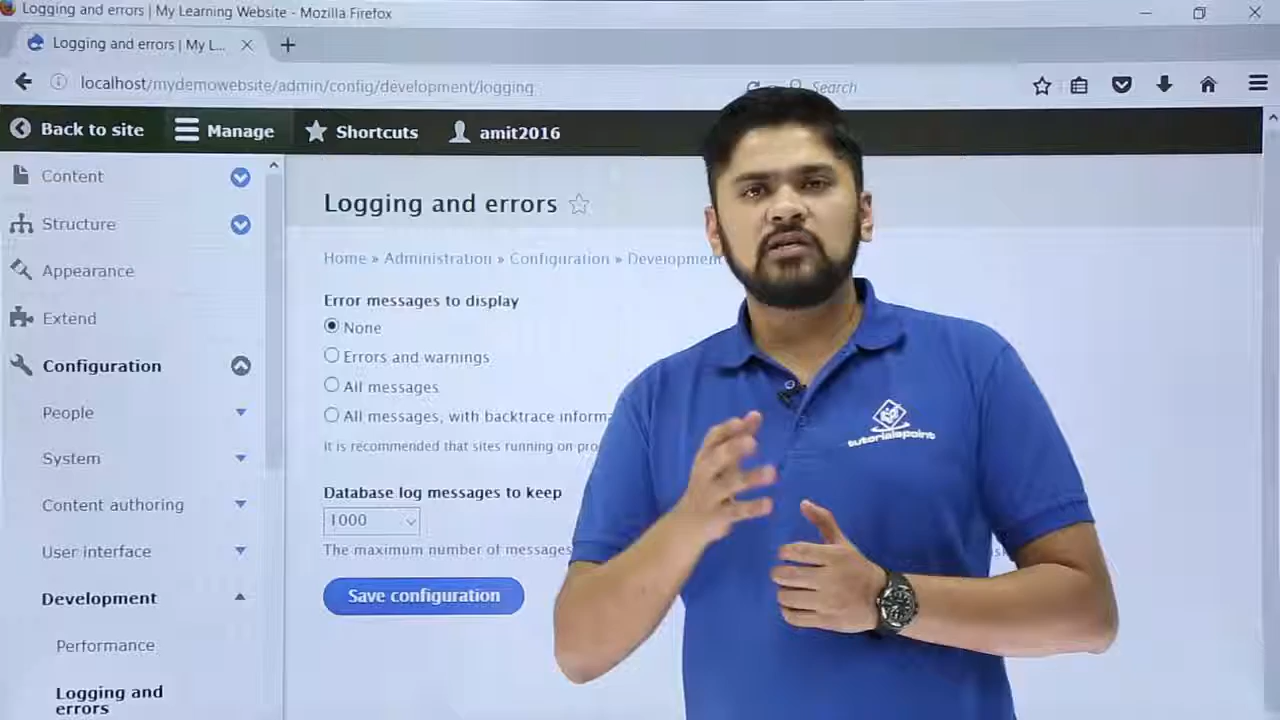 Logging and errors | My Learning Website - Mozilla Firefox
Logging and errors | My L...
localhost/mydemowebsite/admin/config/development/logging
Search
Back to site
Manage
Shortcuts
amit2016
Content
Structure
Appearance
Extend
Configuration
People
System
Content authoring
User interface
Development
Performance
Logging and
errors
Logging and errors
Home » Administration » Configuration » Development
Error messages to display
None
Errors and warnings
All messages
All messages, with backtrace informa
It is recommended that sites running on pro
Database log messages to keep
1000
The maximum number of messages
Save configuration
tutorialspoint